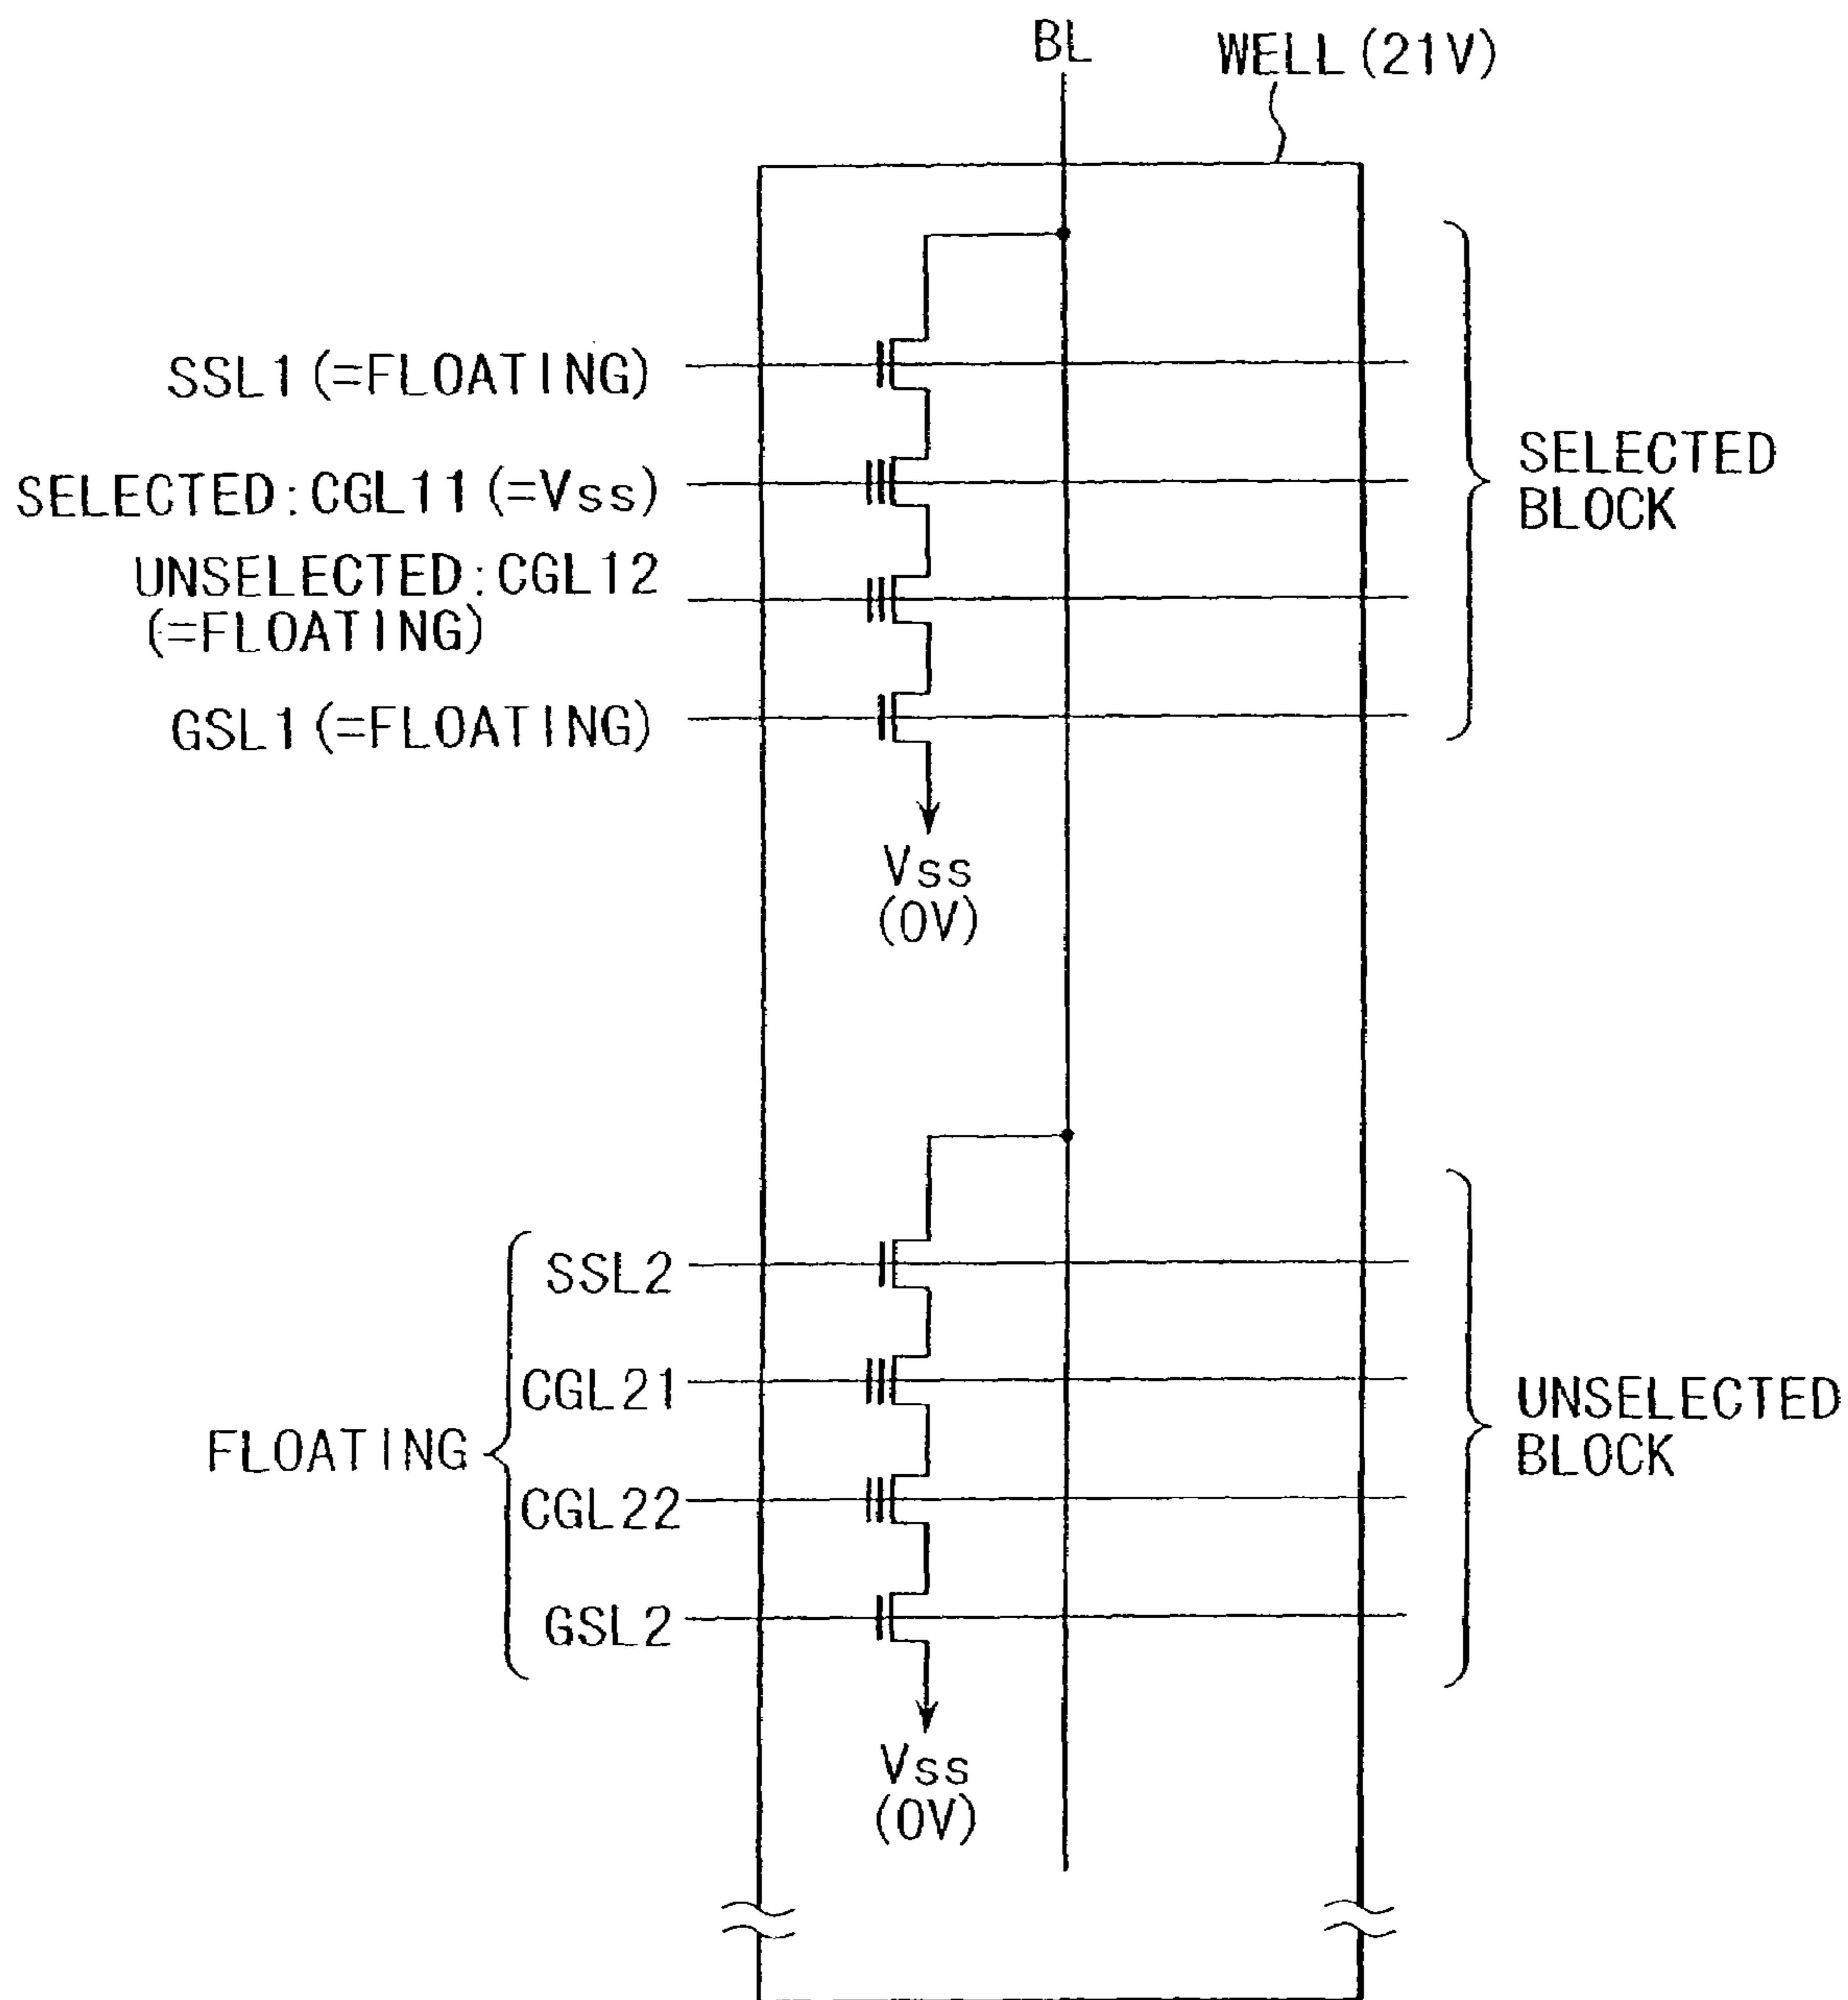 BL
WELL(21V)
SSL1(=FLOATING)
SELECTED:CGL11(=Vss)
UNSELECTED:CGL12
(=FLOATING)
GSL1(=FLOATING)
SELECTED
BLOCK
Vss
(0V)
SSL2
CGL21
FLOATING
CGL22
GSL2
UNSELECTED
BLOCK
Vss
(0V)